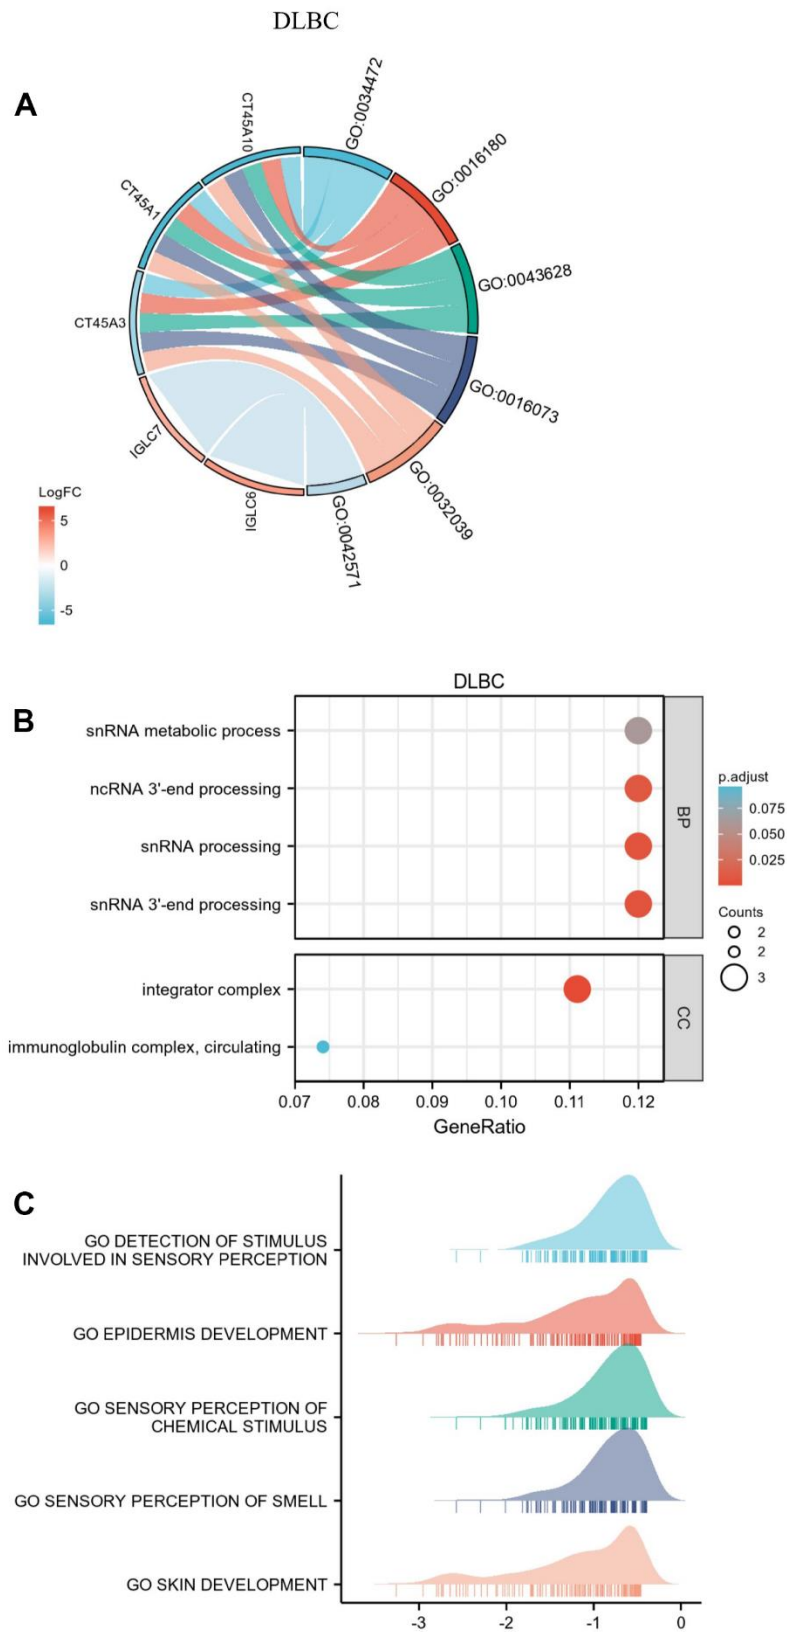 DLBC
A
CT45A10
GO:0034472
GO:0016180
CT45A1
GO:0043628
CT45A3
GO:0016073
IGLC7
GO:0032039
IGLC6
GO:0042571
LogFC
5
0
-5
B
DLBC
snRNA metabolic process
ncRNA 3'-end processing
snRNA processing
snRNA 3'-end processing
BP
integrator complex
immunoglobulin complex, circulating
CC
0.07 0.08 0.09 0.10 0.11 0.12
GeneRatio
p.adjust
0.075
0.050
0.025
Counts
2
2
3
C
GO DETECTION OF STIMULUS
INVOLVED IN SENSORY PERCEPTION
GO EPIDERMIS DEVELOPMENT
GO SENSORY PERCEPTION OF
CHEMICAL STIMULUS
GO SENSORY PERCEPTION OF SMELL
GO SKIN DEVELOPMENT
-3 -2 -1 0